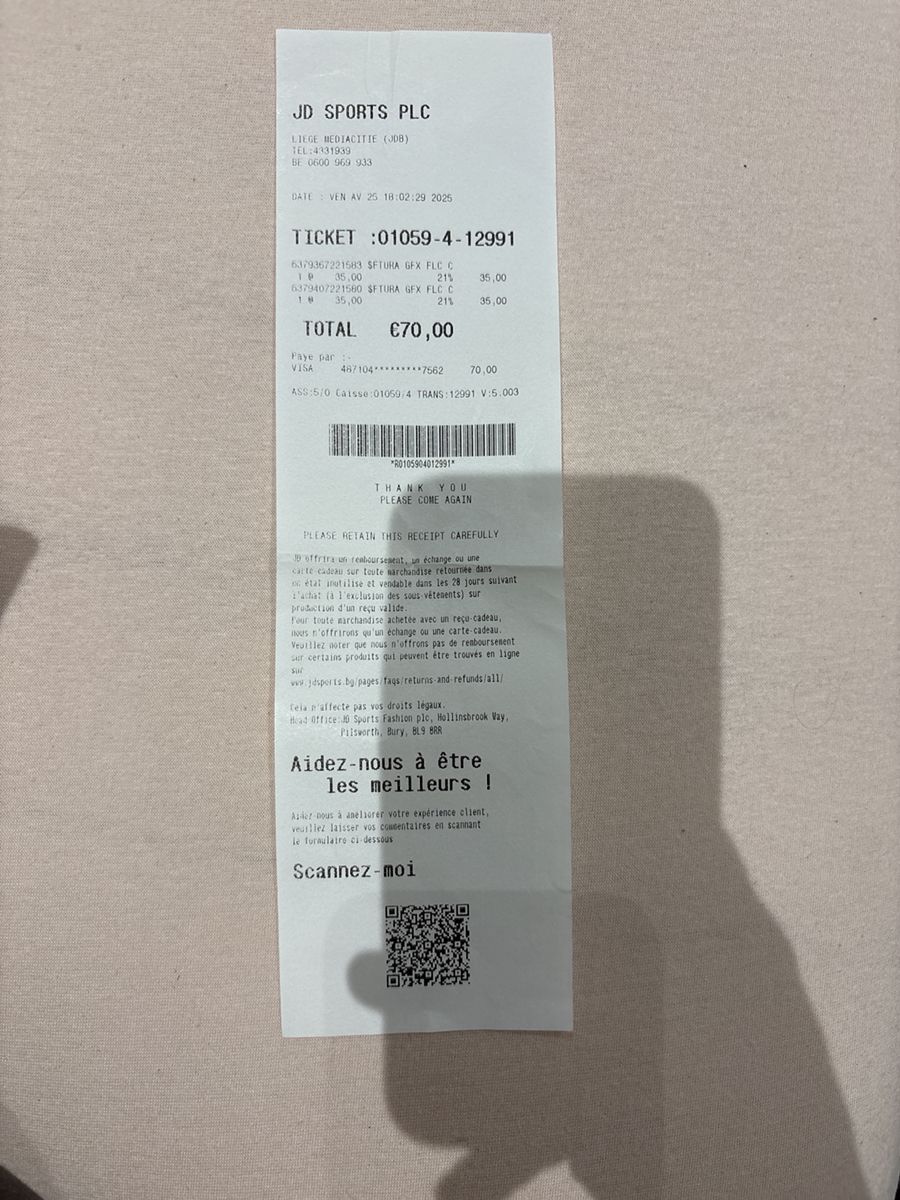 JD SPORTS PLC
LIEGE MEDIACITIE (JDB)
TEL:4331939
BE 0600 969 933
DATE : VEN AV 25 18:02:29 2025
TICKET :01059-4-12991
6379367221583 $FTURA GFX FLC C
1 @ 35,00 21% 35,00
6379407221580 $FTURA GFX FLC C
1 @ 35,00 21% 35,00
TOTAL €70,00
Paye par :-
VISA 487104*********7562 70,00
ASS:5/0 Caisse:01059/4 TRANS:12991 V:5.003
*R0105904012991*
THANK YOU
PLEASE COME AGAIN
PLEASE RETAIN THIS RECEIPT CAREFULLY
JD offrira un remboursement, un échange ou une
carte cadeau sur toute marchandise retournée dans
un état inutilisé et vendable dans les 28 jours suivant
l'achat (à l'exclusion des sous-vêtements) sur
production d'un reçu valide.
Pour toute marchandise achetée avec un reçu-cadeau,
nous n'offrirons qu'un échange ou une carte-cadeau.
Veuillez noter que nous n'offrons pas de remboursement
sur certains produits qui peuvent être trouvés en ligne
sur
www.jdsports.bg/pages/faqs/returns-and-refunds/all/
Cela n'affecte pas vos droits légaux.
Head Office:JD Sports Fashion plc, Hollinsbrook Way,
Pilsworth, Bury, BL9 8RR
Aidez-nous à être
les meilleurs !
Aidez-nous à améliorer votre expérience client,
veuillez laisser vos commentaires en scannant
le formulaire ci-dessous
Scannez-moi